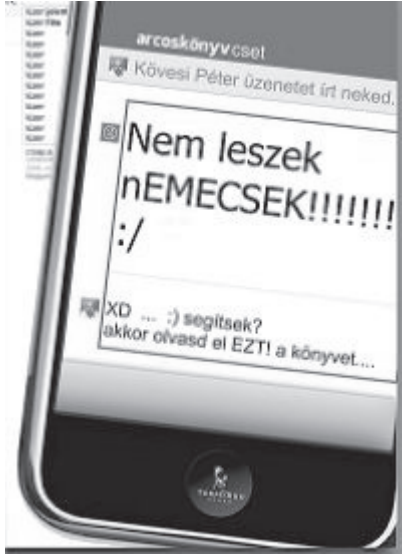 arcoskönyvcset
Kövesi Péter üzenetet írt neked.
Nem leszek
nEMECSEK!!!!!!!
:/
XD ... :) segítsek?
akkor olvasd el EZT! a könyvet....